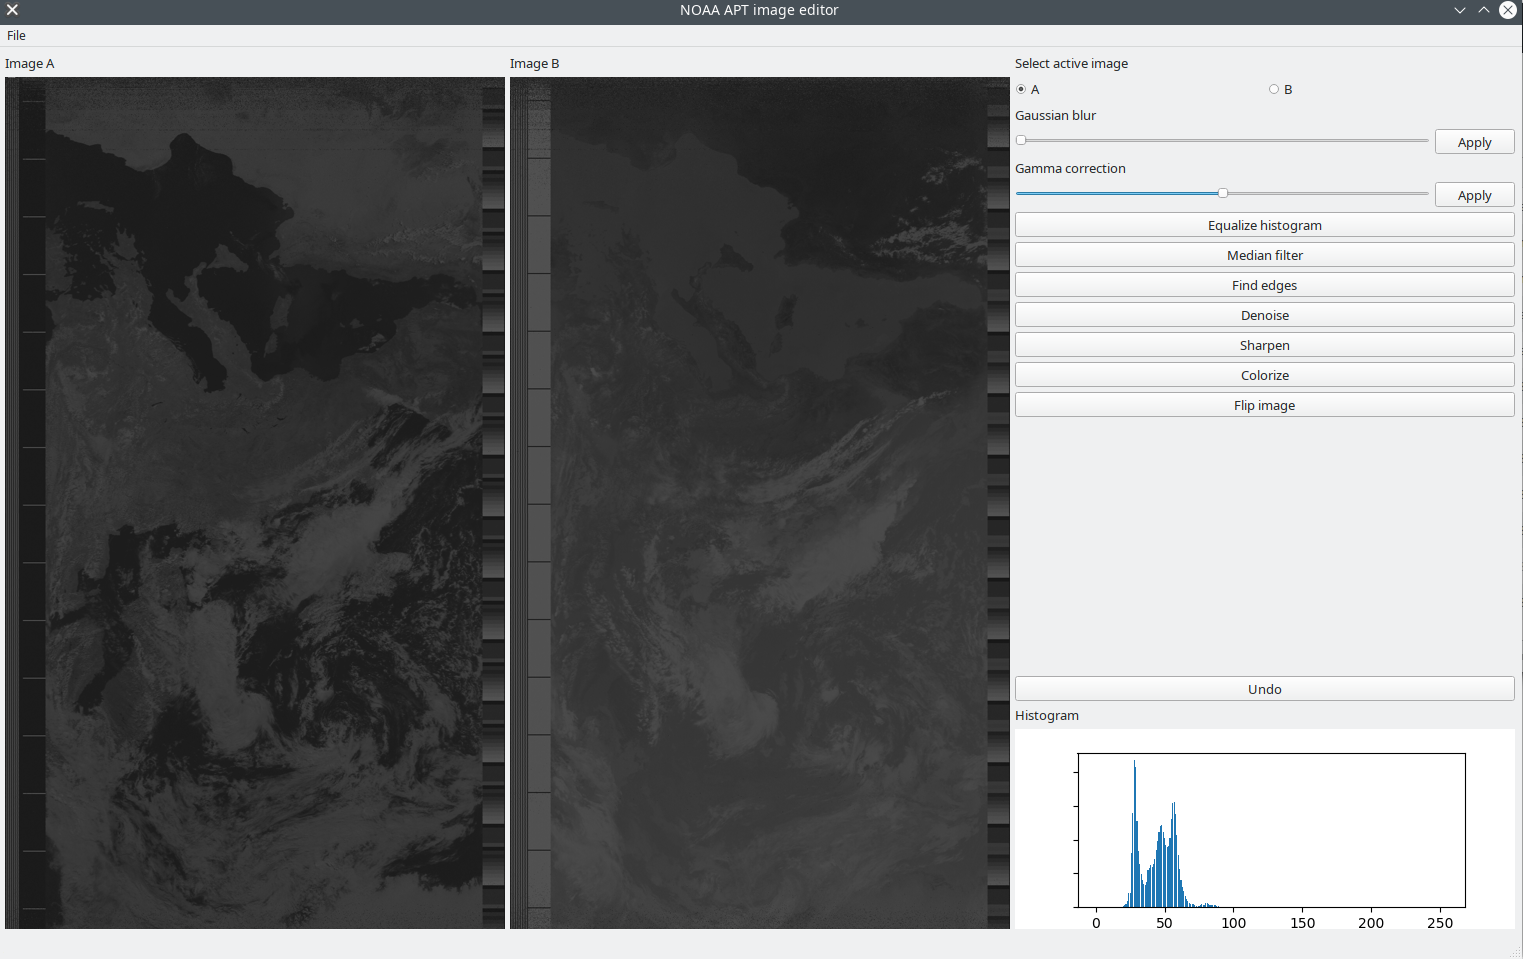 NOAA APT image editor
File
Image A
Image B
Select active image
A
B
Gaussian blur
Apply
Gamma correction
Apply
Equalize histogram
Median filter
Find edges
Denoise
Sharpen
Colorize
Flip image
Undo
Histogram
0 50 100 150 200 250